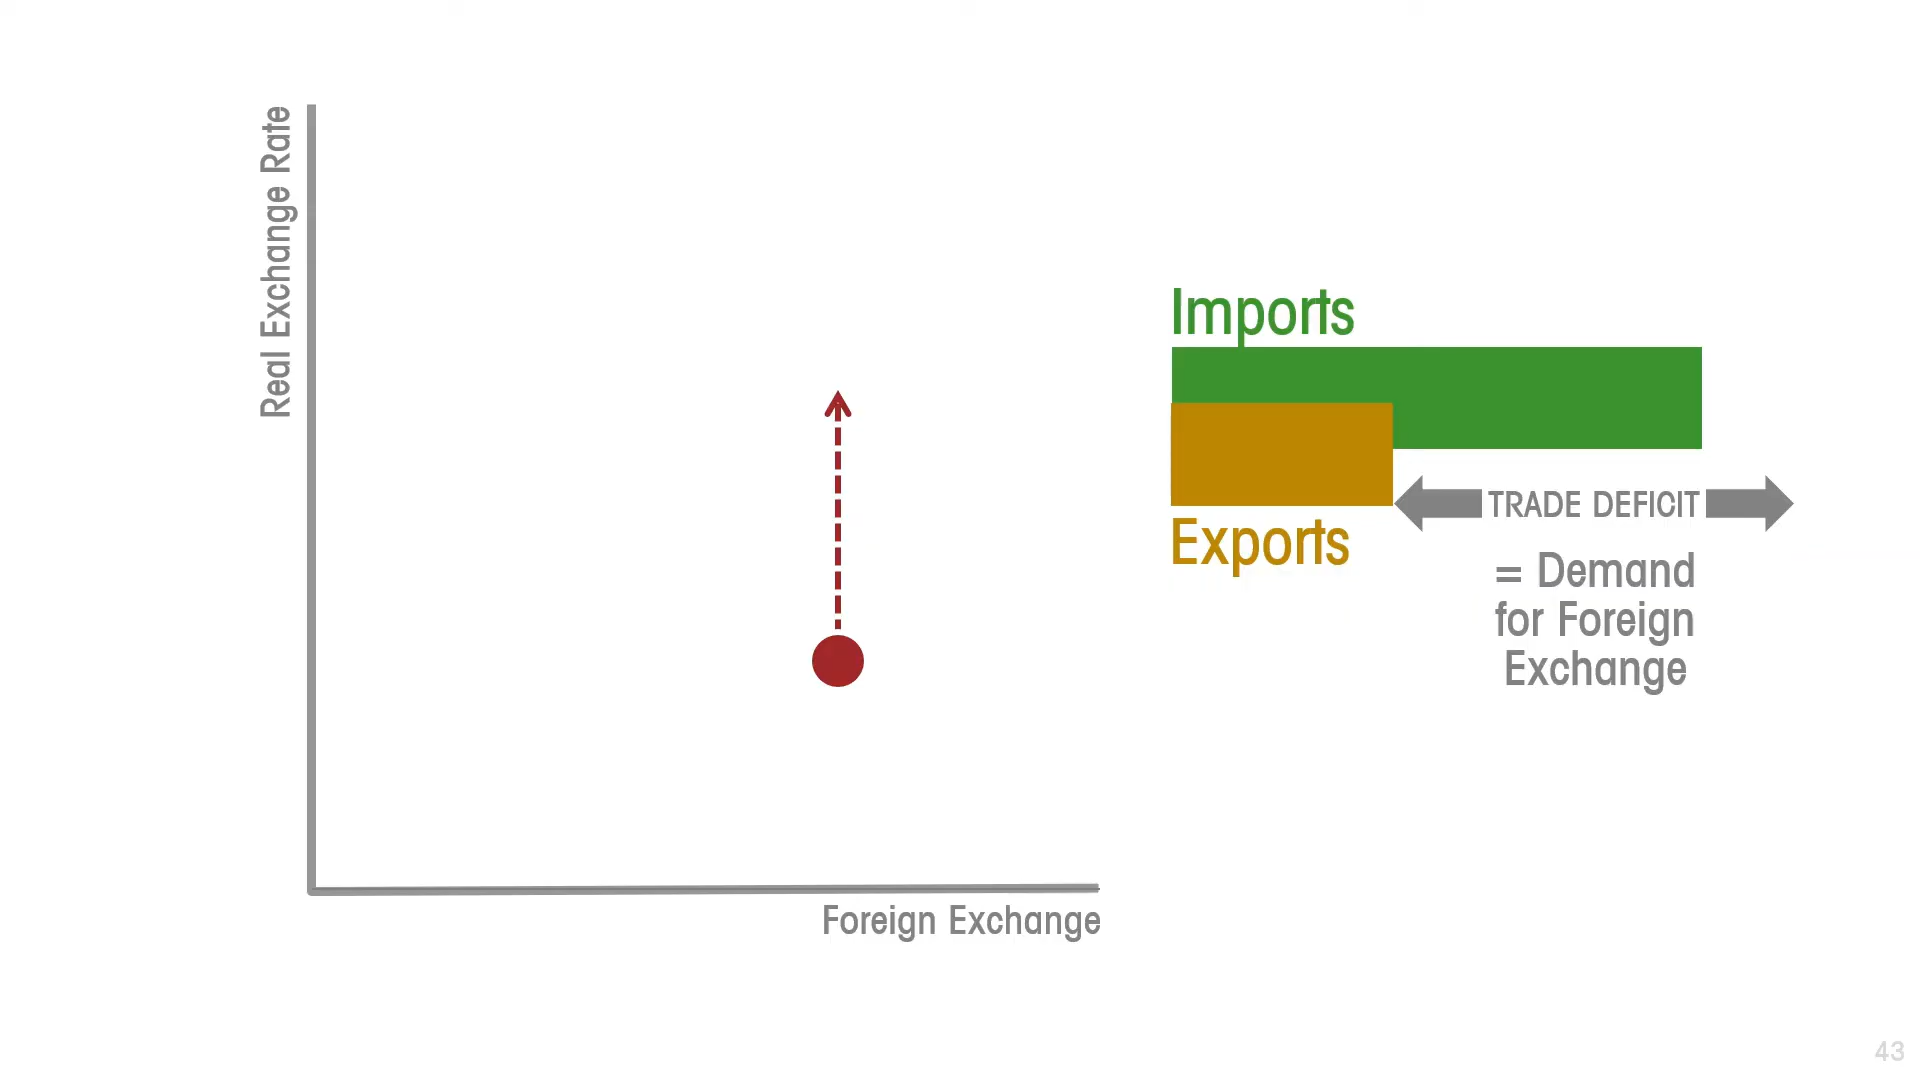 Real Exchange Rate
Foreign Exchange
Imports
Exports
TRADE DEFICIT
= Demand
for Foreign
Exchange
43